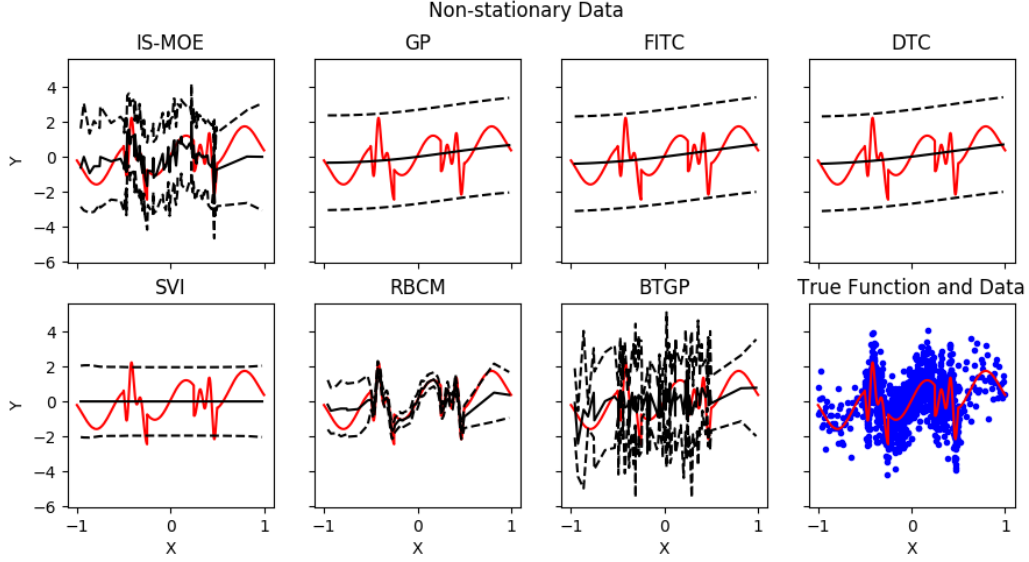 Non-stationary Data
IS-MOE GP FITC DTC
Y
4
2
0
−2
−4
−6
SVI RBCM BTGP True Function and Data
Y
4
2
0
−2
−4
−6
−1 0 1 −1 0 1 −1 0 1 −1 0 1
X X X X